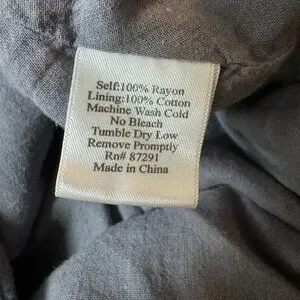 Self:100% Rayon
Lining:100% Cotton
Machine Wash Cold
No Bleach
Tumble Dry Low
Remove Promptly
Rn# 87291
Made in China